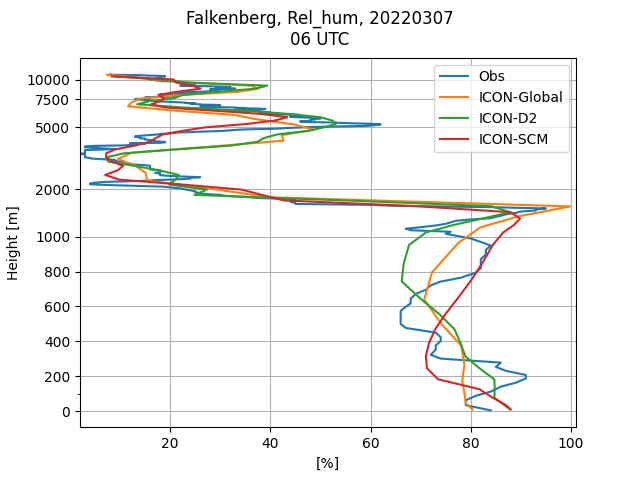 Falkenberg, Rel_hum, 20220307
06 UTC
Obs
ICON-Global
ICON-D2
ICON-SCM
Height [m]
10000
7500
5000
2000
1000
800
600
400
200
0
20
40
60
80
100
[%]